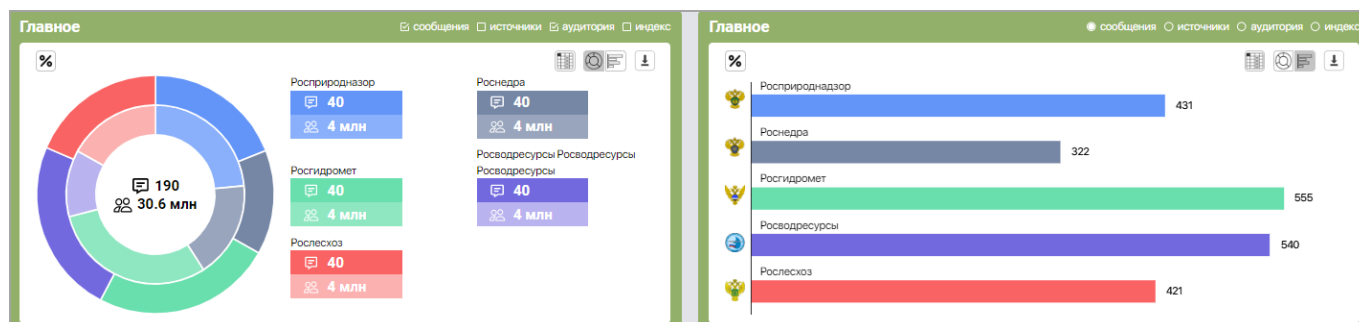 Главное
сообщения источники аудитория индекс
%
190
30.6 млн
Росприродназор
40
4 млн
Роснедра
40
4 млн
Росгидромет
40
4 млн
Росводресурсы Росводресурсы
Росводресурсы
40
4 млн
Рослесхоз
40
4 млн
Главное
сообщения источники аудитория индекс
%
Росприроднадзор
431
Роснедра
322
Росгидромет
555
Росводресурсы
540
Рослесхоз
421